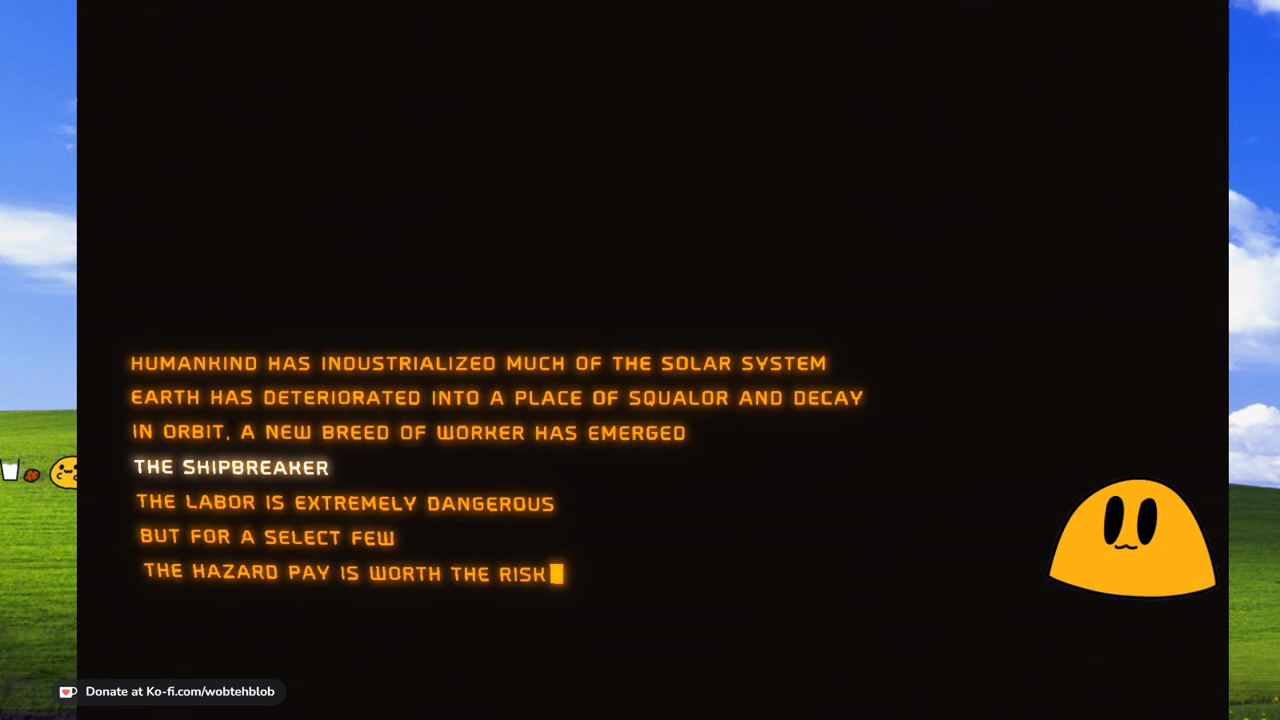 HUMANKIND HAS INDUSTRIALIZED MUCH OF THE SOLAR SYSTEM
EARTH HAS DETERIORATED INTO A PLACE OF SQUALOR AND DECAY
IN ORBIT, A NEW BREED OF WORKER HAS EMERGED
THE SHIPBREAKER
THE LABOR IS EXTREMELY DANGEROUS
BUT FOR A SELECT FEW
THE HAZARD PAY IS WORTH THE RISK
Donate at Ko-fi.com/wobtehblob